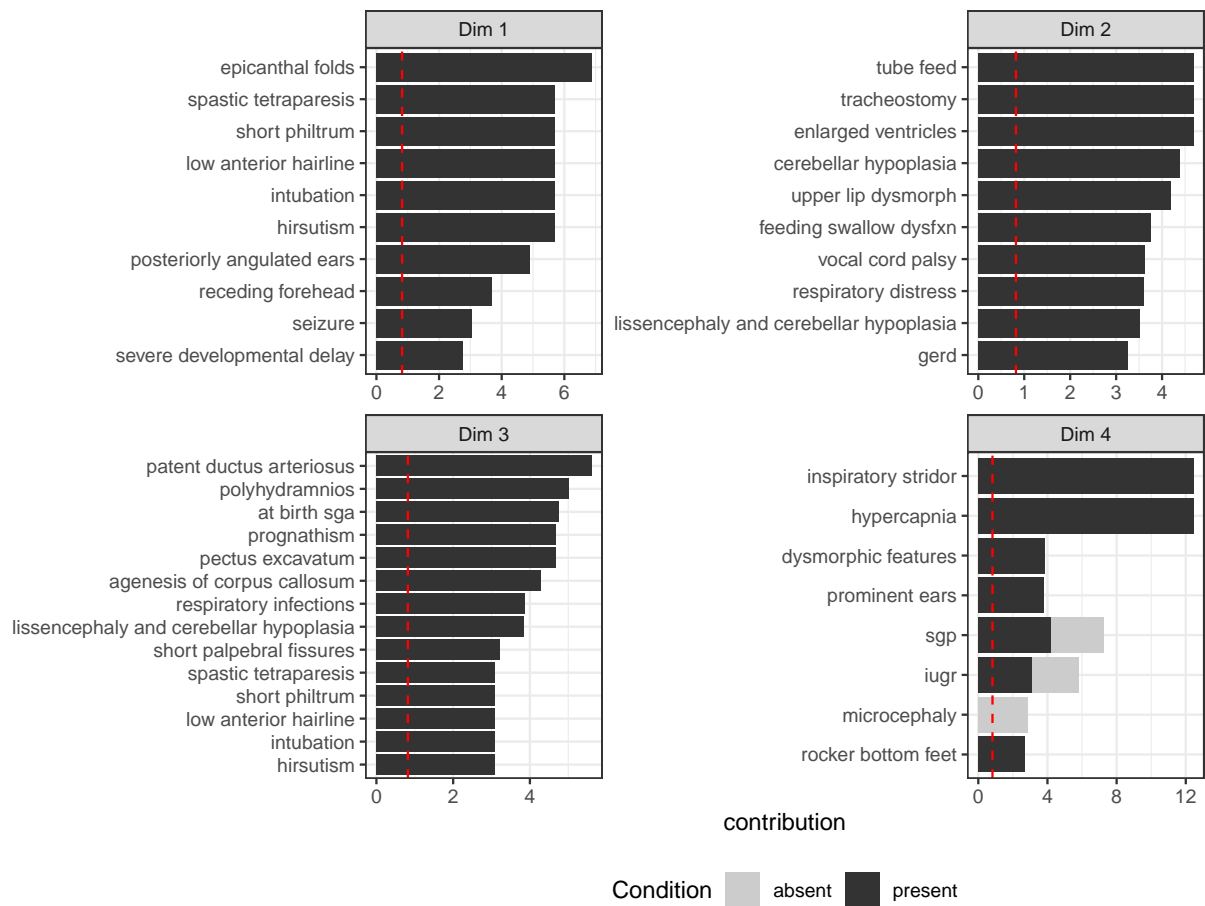 Dim 1
epicanthal folds
spastic tetraparesis
short philtrum
low anterior hairline
intubation
hirsutism
posteriorly angulated ears
receding forehead
seizure
severe developmental delay
0 2 4 6
Dim 2
tube feed
tracheostomy
enlarged ventricles
cerebellar hypoplasia
upper lip dysmorph
feeding swallow dysfxn
vocal cord palsy
respiratory distress
lissencephaly and cerebellar hypoplasia
gerd
0 1 2 3 4
Dim 3
patent ductus arteriosus
polyhydramnios
at birth sga
prognathism
pectus excavatum
agenesis of corpus callosum
respiratory infections
lissencephaly and cerebellar hypoplasia
short palpebral fissures
spastic tetraparesis
short philtrum
low anterior hairline
intubation
hirsutism
0 2 4
Dim 4
inspiratory stridor
hypercapnia
dysmorphic features
prominent ears
sgp
iugr
microcephaly
rocker bottom feet
0 4 8 12
contribution
Condition absent present